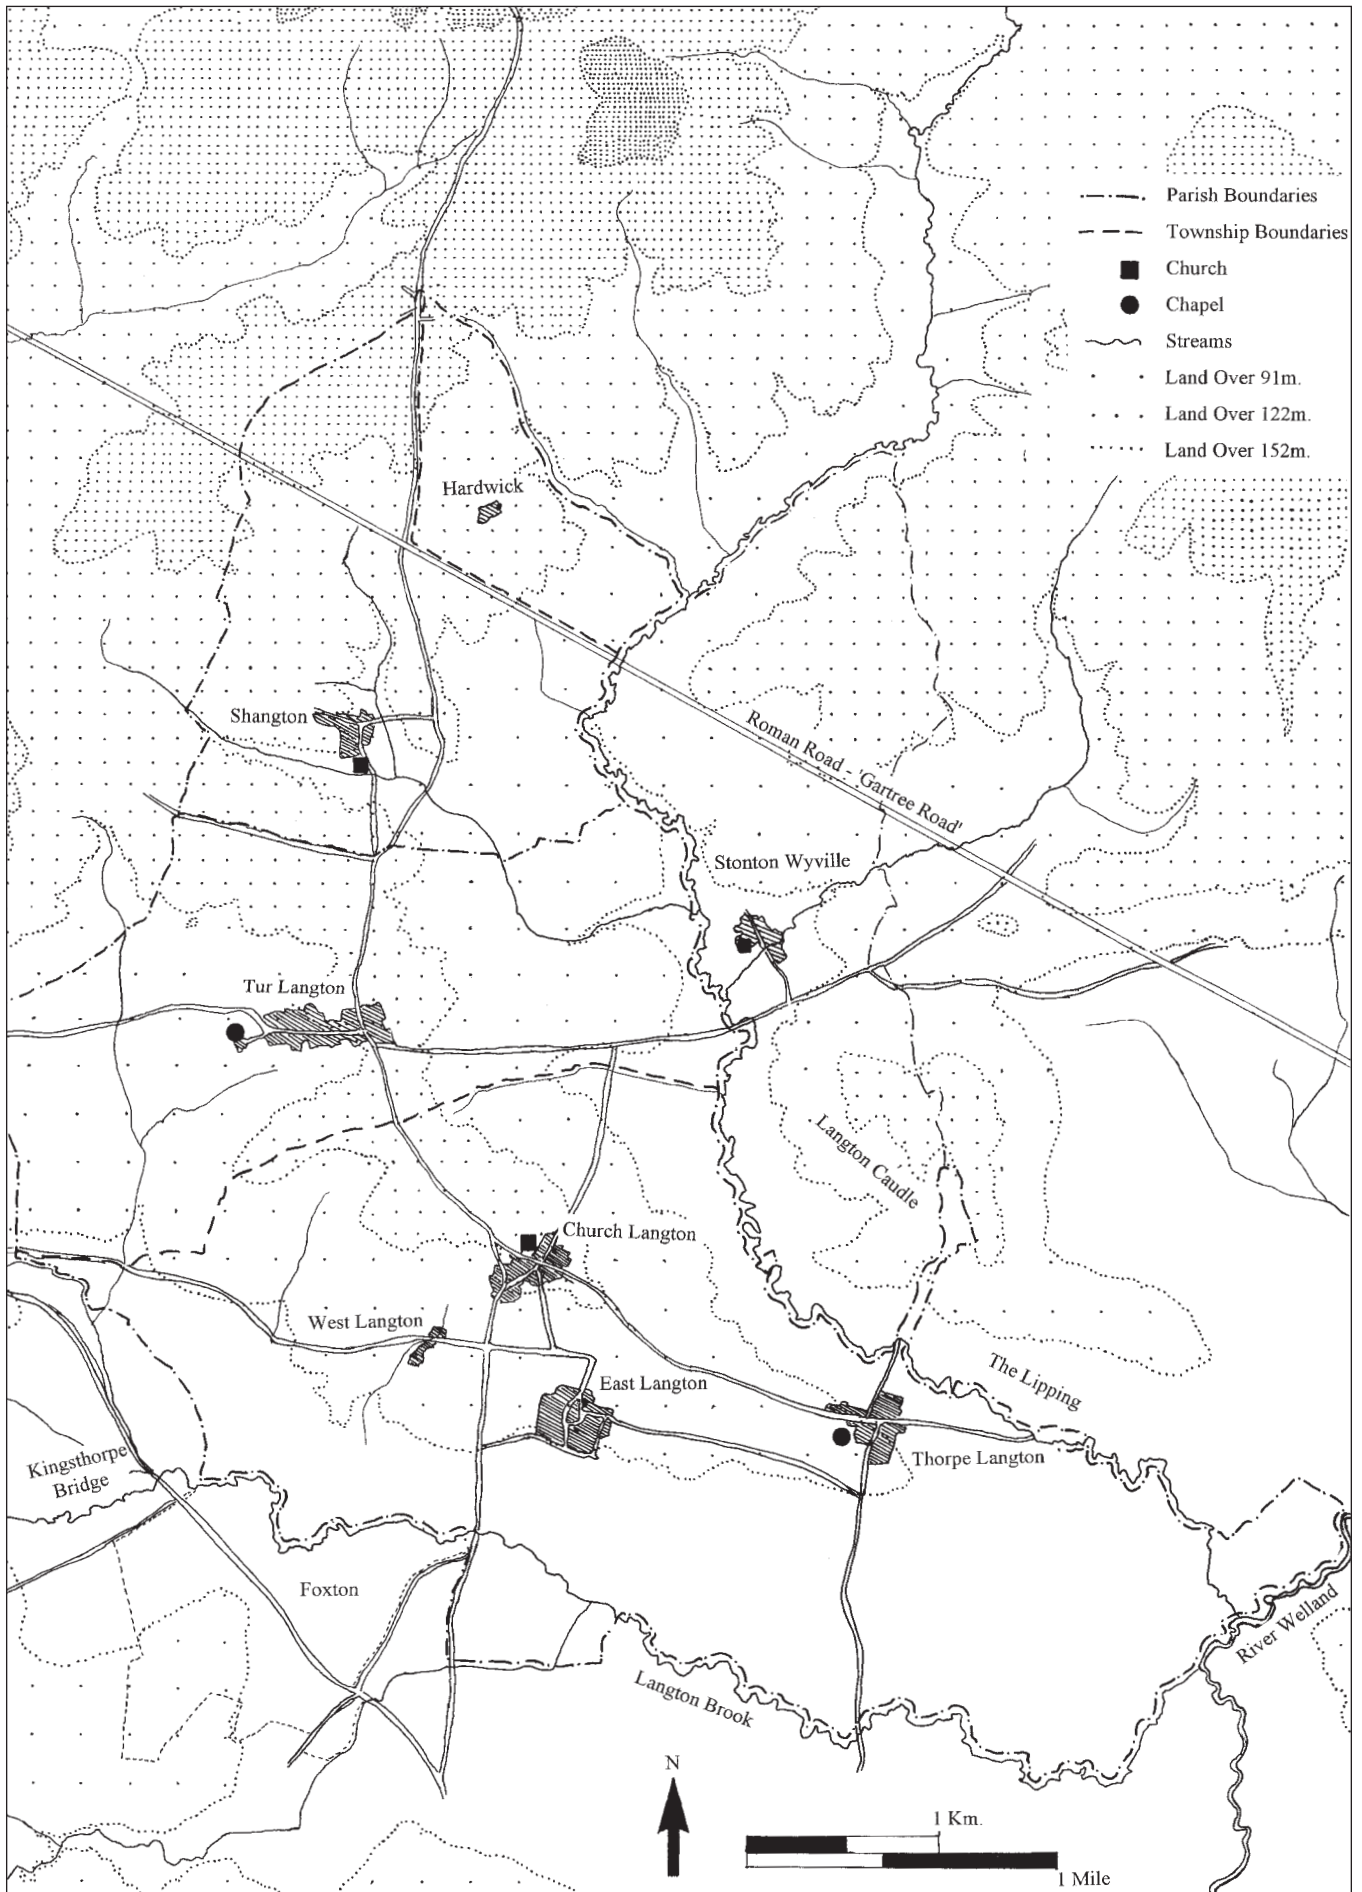 Parish Boundaries
Township Boundaries
Church
Chapel
Streams
Land Over 91m.
Land Over 122m.
Land Over 152m.
Hardwick
Shangton
Roman Road - 'Gartree Road'
Stonton Wyville
Tur Langton
Langton Caudle
Church Langton
West Langton
The Lipping
East Langton
Kingsthorpe
Bridge
Thorpe Langton
Foxton
River Welland
Langton Brook
N
1 Km.
1 Mile